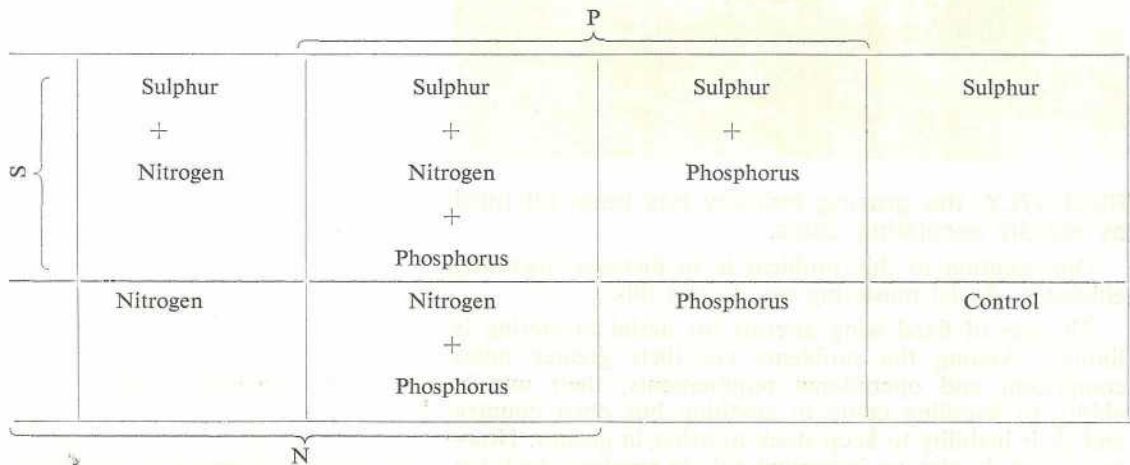 P
Sulphur Sulphur Sulphur Sulphur
+ + +
S Nitrogen Nitrogen Phosphorus
+
Phosphorus
Nitrogen Nitrogen Phosphorus Control
+
Phosphorus
N